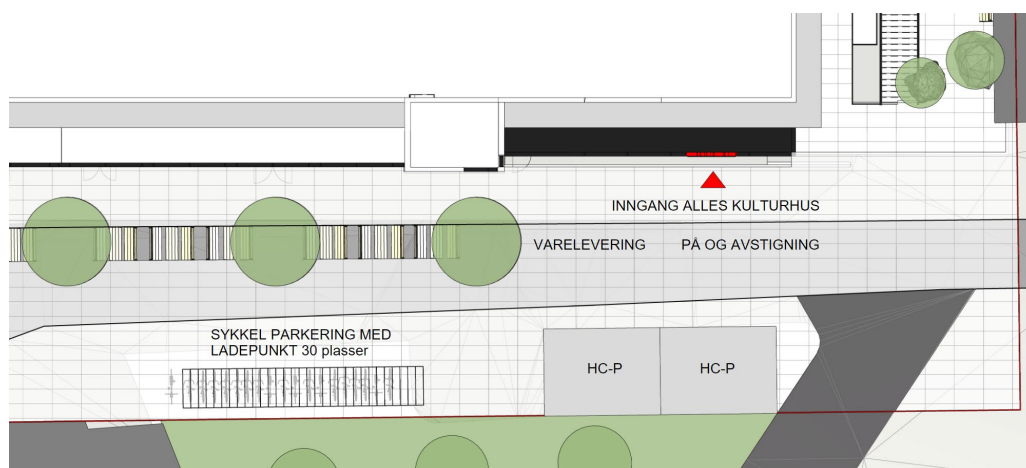 INNGANG ALLES KULTURHUS
VARELEVERING
PÅ OG AVSTIGNING
SYKKEL PARKERING MED
LADEPUNKT 30 plasser
HC-P
HC-P